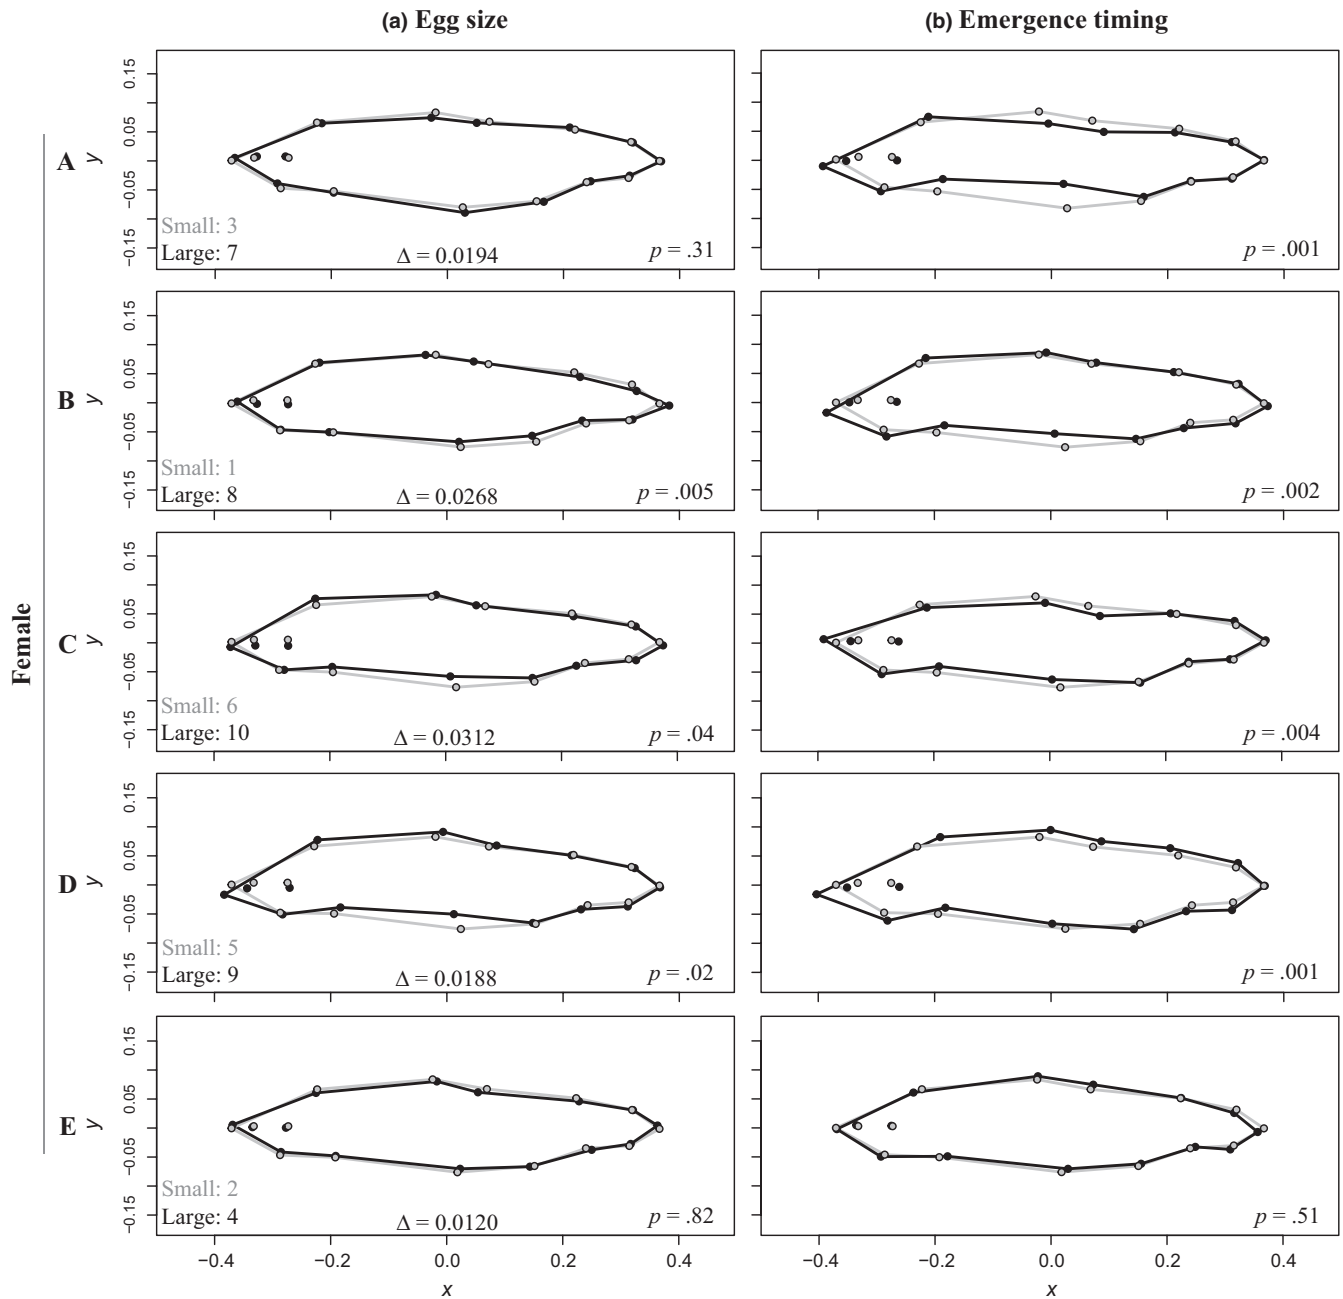 (a) Egg size
(b) Emergence timing
Female
A
y
0.15
0.05
−0.05
−0.15
Small: 3
Large: 7
Δ = 0.0194
p = .31
p = .001
B
y
0.15
0.05
−0.05
−0.15
Small: 1
Large: 8
Δ = 0.0268
p = .005
p = .002
C
y
0.15
0.05
−0.05
−0.15
Small: 6
Large: 10
Δ = 0.0312
p = .04
p = .004
D
y
0.15
0.05
−0.05
−0.15
Small: 5
Large: 9
Δ = 0.0188
p = .02
p = .001
E
y
0.15
0.05
−0.05
−0.15
Small: 2
Large: 4
Δ = 0.0120
p = .82
p = .51
−0.4 −0.2 0.0 0.2 0.4
x
−0.4 −0.2 0.0 0.2 0.4
x